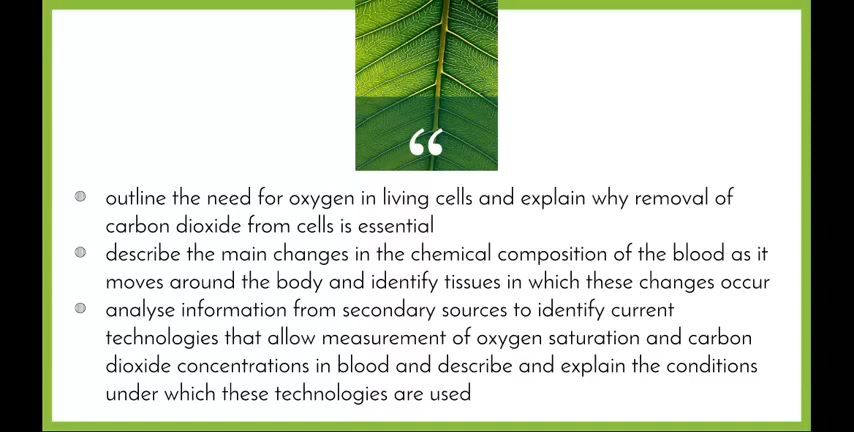 “
outline the need for oxygen in living cells and explain why removal of
carbon dioxide from cells is essential
describe the main changes in the chemical composition of the blood as it
moves around the body and identify tissues in which these changes occur
analyse information from secondary sources to identify current
technologies that allow measurement of oxygen saturation and carbon
dioxide concentrations in blood and describe and explain the conditions
under which these technologies are used